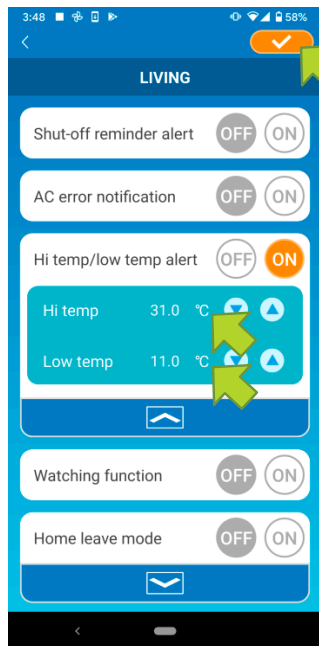 3:48 58%
LIVING
Shut-off reminder alert OFF ON
AC error notification OFF ON
Hi temp/low temp alert OFF ON
Hi temp 31.0 ℃
Low temp 11.0 ℃
Watching function OFF ON
Home leave mode OFF ON